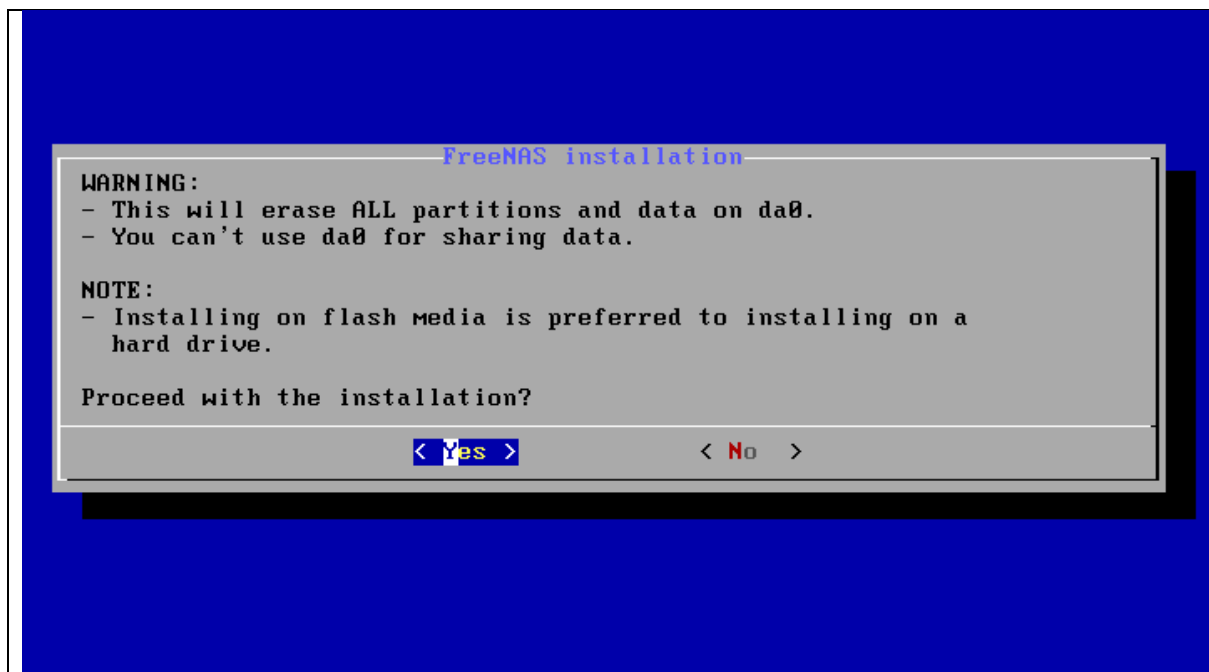 FreeNAS installation
WARNING:
- This will erase ALL partitions and data on da0.
- You can't use da0 for sharing data.
NOTE:
- Installing on flash media is preferred to installing on a
hard drive.
Proceed with the installation?
< Yes > < No >